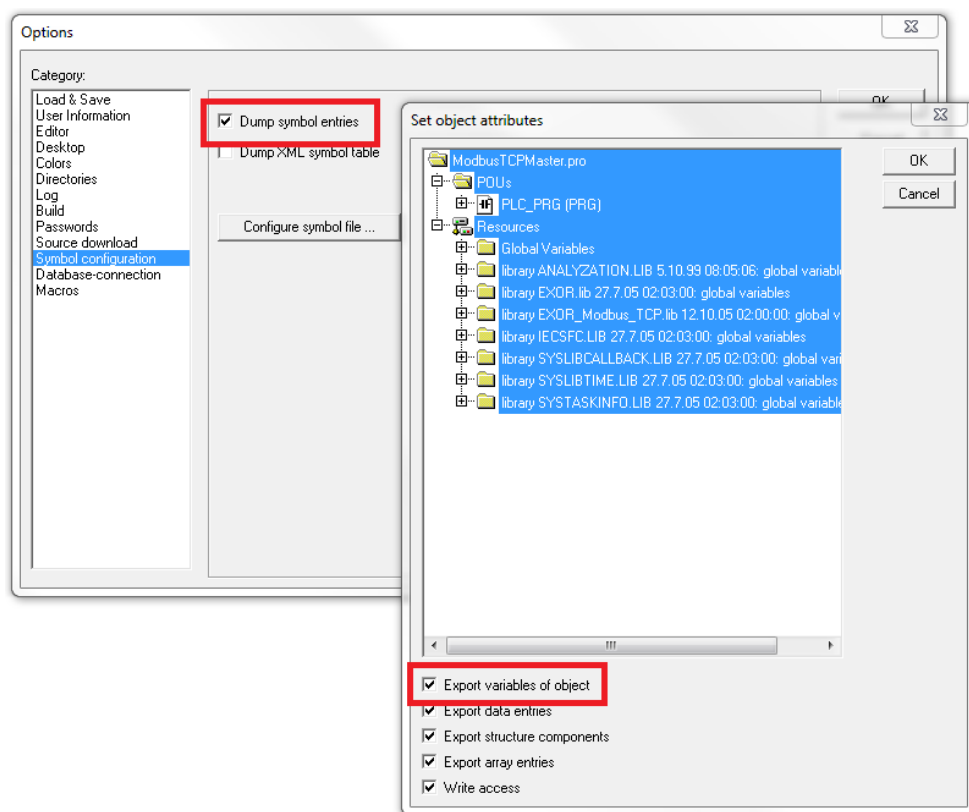 Options
Category:
Load & Save
User Information
Editor
Desktop
Colors
Directories
Log
Build
Passwords
Source download
Symbol configuration
Database-connection
Macros
Dump symbol entries
Dump XML symbol table
Configure symbol file ...
OK
Set object attributes
ModbusTCPMaster.pro
POUs
PLC_PRG (PRG)
Resources
Global Variables
library ANALYZATION.LIB 5.10.99 08:05:06: global variabl
library EXOR.lib 27.7.05 02:03:00: global variables
library EXOR_Modbus_TCP.lib 12.10.05 02:00:00: global v
library IECSFC.LIB 27.7.05 02:03:00: global variables
library SYSLIBCALLBACK.LIB 27.7.05 02:03:00: global vari
library SYSLIBTIME.LIB 27.7.05 02:03:00: global variables
library SYSTASKINFO.LIB 27.7.05 02:03:00: global variable
OK
Cancel
Export variables of object
Export data entries
Export structure components
Export array entries
Write access